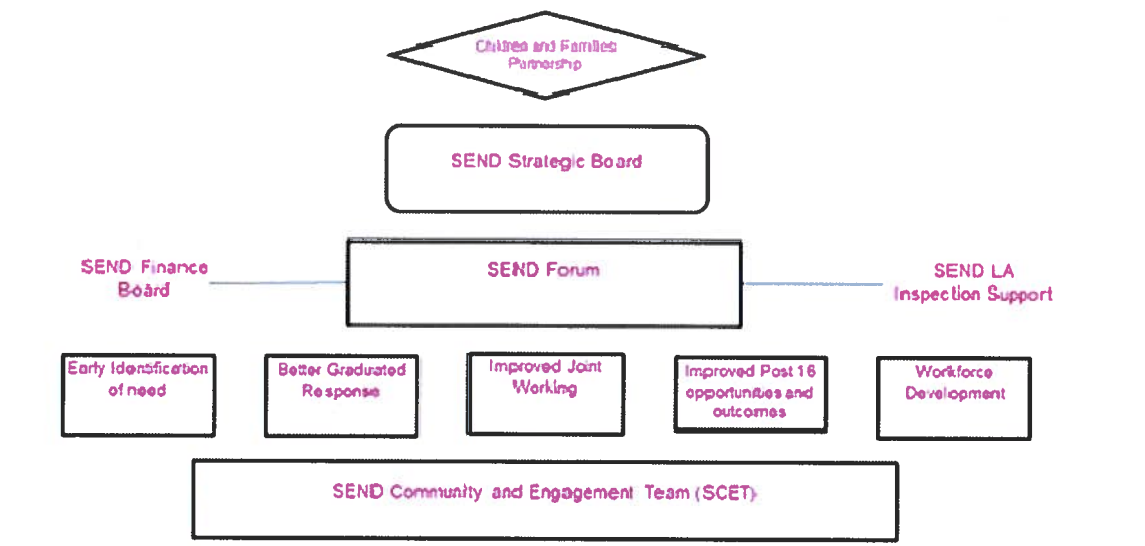 Children and Families
Partnership
SEND Strategic Board
SEND Finance
Board
SEND Forum
SEND LA
Inspection Support
Early Identification
of need
Better Graduated
Response
Improved Joint
Working
Improved Post 16
opportunities and
outcomes
Workforce
Development
SEND Community and Engagement Team (SCET)